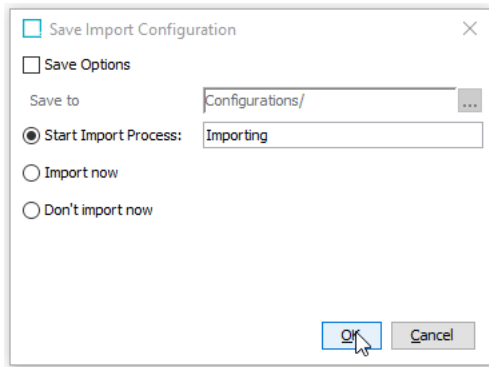 Save Import Configuration
Save Options
Save to Configurations/ ...
Start Import Process: Importing
Import now
Don't import now
OK Cancel